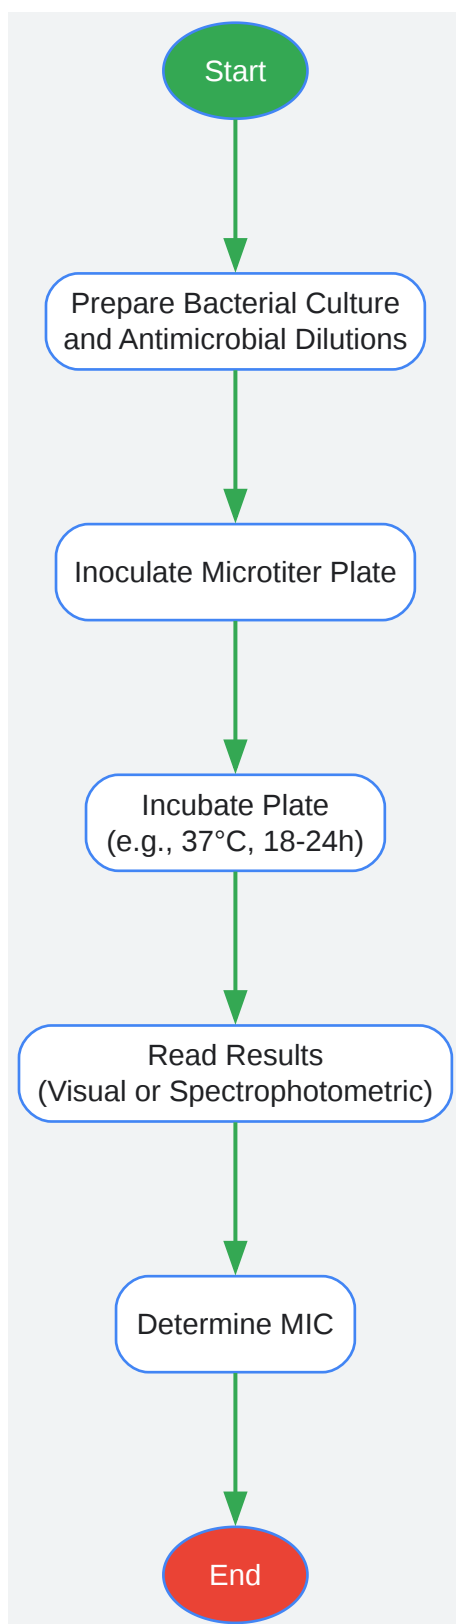 Start
Prepare Bacterial Culture
and Antimicrobial Dilutions
Inoculate Microtiter Plate
Incubate Plate
(e.g., 37°C, 18-24h)
Read Results
(Visual or Spectrophotometric)
Determine MIC
End